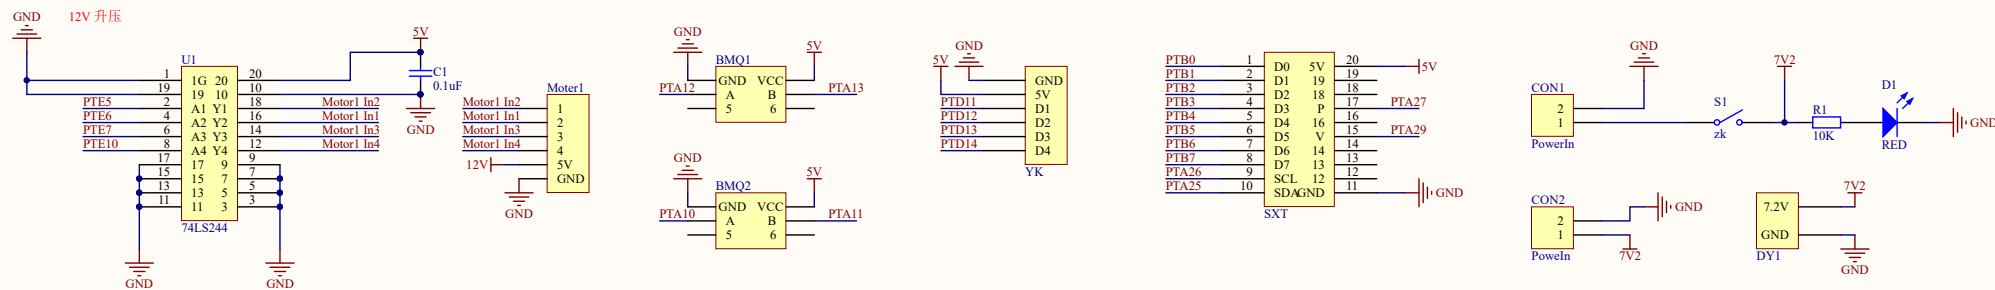 GND
12V 升压
U1
1 1G 20 20
19 19 10 10
PTE5 2 A1 Y1 18 Motor1 In2
PTE6 4 A2 Y2 16 Motor1 In1
PTE7 6 A3 Y3 14 Motor1 In3
PTE10 8 A4 Y4 12 Motor1 In4
17 17 9 9
15 15 7 7
13 13 5 5
11 11 3 3
74LS244
GND
GND
5V
C1
0.1uF
GND
Moter1
Motor1 In2 1
Motor1 In1 2
Motor1 In3 3
Motor1 In4 4
12V 5V
GND
GND
GND
5V
BMQ1
GND VCC
PTA12 A B PTA13
5 6
GND
5V
BMQ2
GND VCC
PTA10 A B PTA11
5 6
GND
5V
GND
5V
PTD11 D1
PTD12 D2
PTD13 D3
PTD14 D4
YK
PTB0 1 D0 5V 20 5V
PTB1 2 D1 19 19
PTB2 3 D2 18 18
PTB3 4 D3 P 17 PTA27
PTB4 5 D4 16 16
PTB5 6 D5 V 15 PTA29
PTB6 7 D6 14 14
PTB7 8 D7 13 13
PTA26 9 SCL 12 12
PTA25 10 SDA GND 11 GND
SXT
GND
CON1
2
1
PowerIn
S1
zk
7V2
R1
10K
D1
RED
GND
CON2
2
1
PoweIn
GND
7V2
7V2
7.2V
GND
DY1
GND